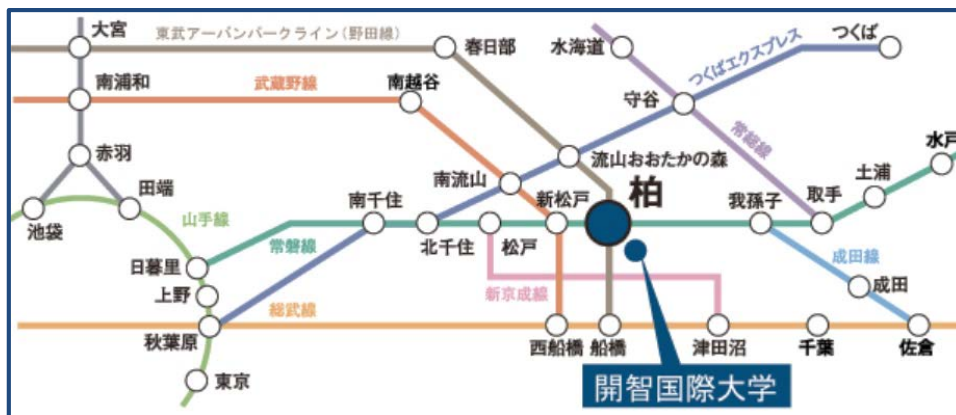 大宮
東武アーバンパークライン(野田線)
春日部
水海道
つくばエクスプレス
つくば
南浦和
武蔵野線
南越谷
守谷
常総線
水戸
赤羽
流山おおたかの森
土浦
田端
南流山
新松戸
柏
我孫子
取手
池袋
山手線
南千住
常磐線
北千住
松戸
日暮里
成田線
上野
新京成線
成田
総武線
秋葉原
西船橋
船橋
津田沼
千葉
佐倉
東京
開智国際大学